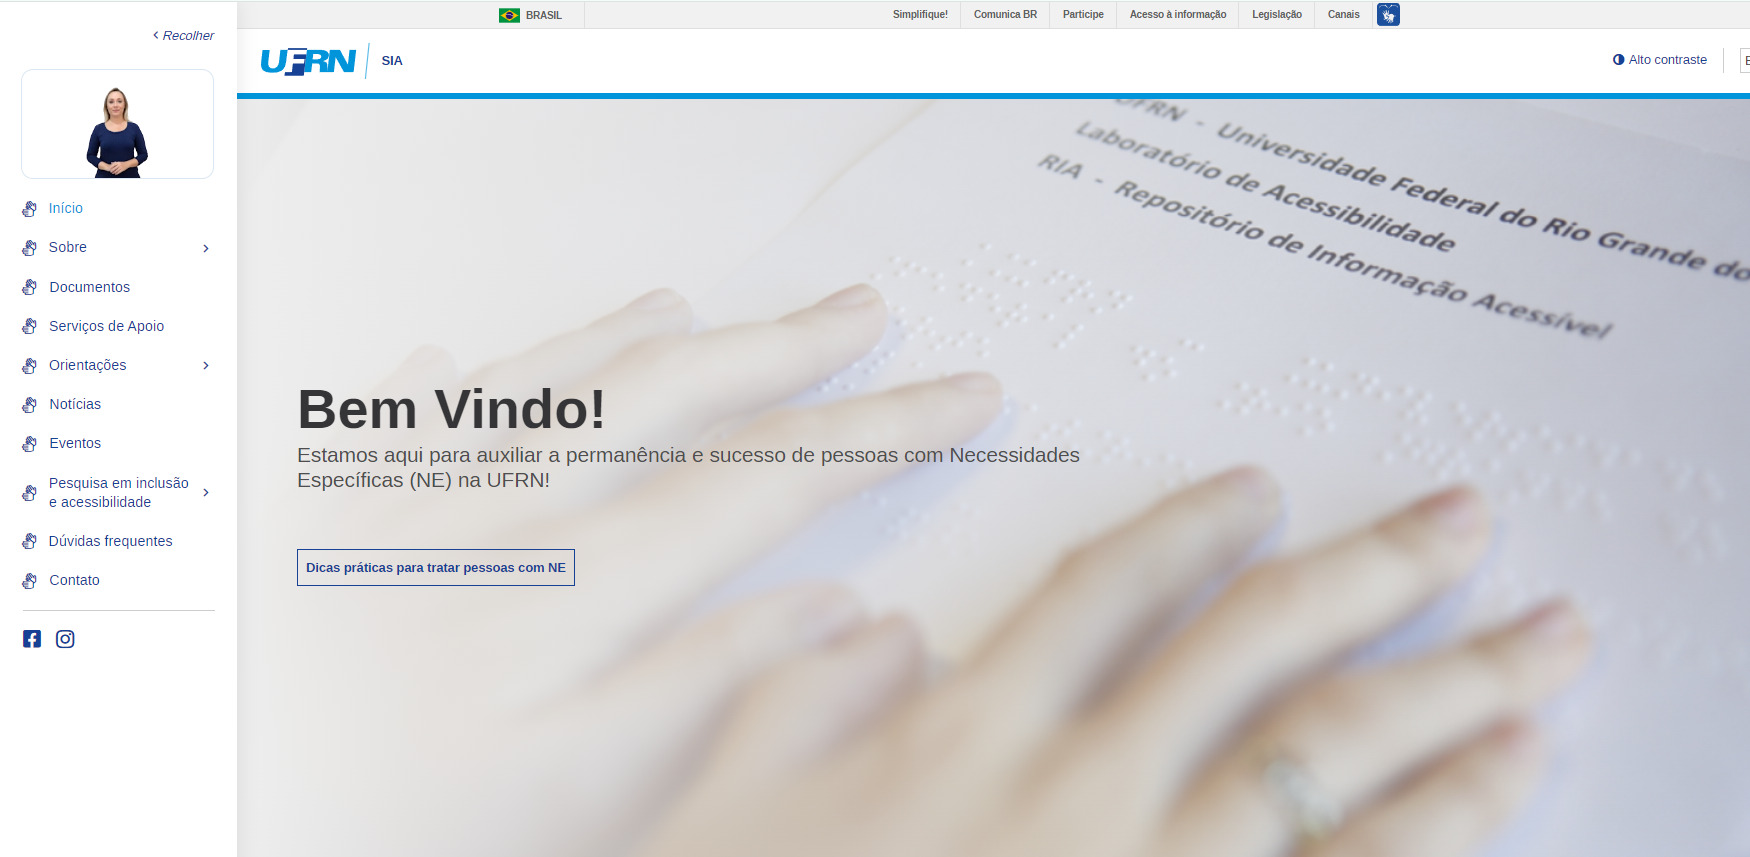 BRASIL
Simplifique!
Comunica BR
Participe
Acesso à informação
Legislação
Canais
Recolher
UFRN
SIA
Alto contraste
Início
Sobre
Documentos
Serviços de Apoio
Orientações
Notícias
Eventos
Pesquisa em inclusão
e acessibilidade
Dúvidas frequentes
Contato
UFRN - Universidade Federal do Rio Grande do
Laboratório de Acessibilidade
RIA - Repositório de Informação Acessível
Bem Vindo!
Estamos aqui para auxiliar a permanência e sucesso de pessoas com Necessidades
Específicas (NE) na UFRN!
Dicas práticas para tratar pessoas com NE